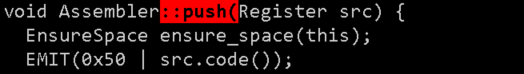 void Assembler::push(Register src) {
  EnsureSpace ensure_space(this);
  EMIT(0x50 | src.code());